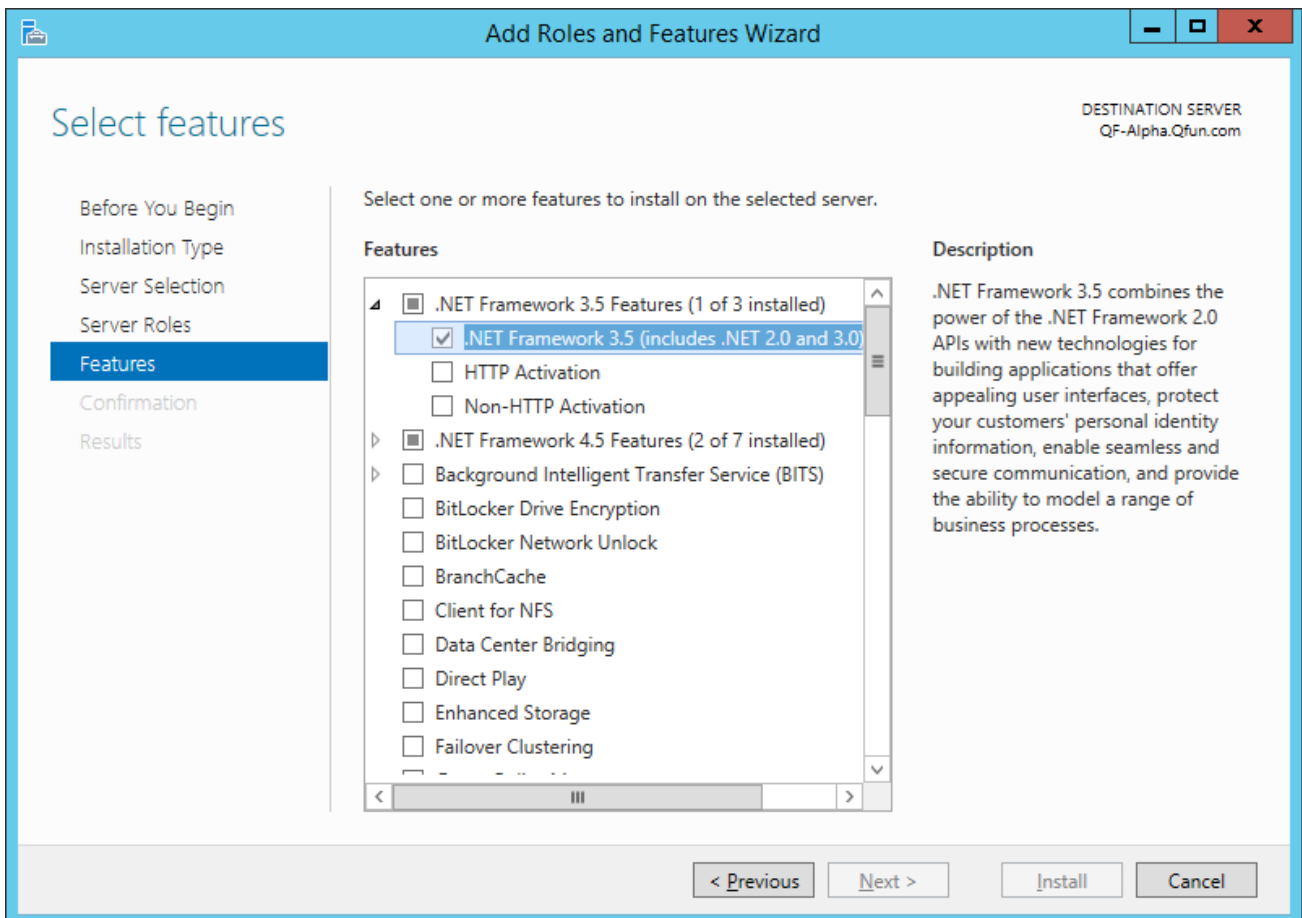 Add Roles and Features Wizard
Select features
DESTINATION SERVER
QF-Alpha.Qfun.com
Before You Begin
Installation Type
Server Selection
Server Roles
Features
Confirmation
Results
Select one or more features to install on the selected server.
Features
.NET Framework 3.5 Features (1 of 3 installed)
.NET Framework 3.5 (includes .NET 2.0 and 3.0)
HTTP Activation
Non-HTTP Activation
.NET Framework 4.5 Features (2 of 7 installed)
Background Intelligent Transfer Service (BITS)
BitLocker Drive Encryption
BitLocker Network Unlock
BranchCache
Client for NFS
Data Center Bridging
Direct Play
Enhanced Storage
Failover Clustering
Description
.NET Framework 3.5 combines the
power of the .NET Framework 2.0
APIs with new technologies for
building applications that offer
appealing user interfaces, protect
your customers' personal identity
information, enable seamless and
secure communication, and provide
the ability to model a range of
business processes.
< Previous
Next >
Install
Cancel